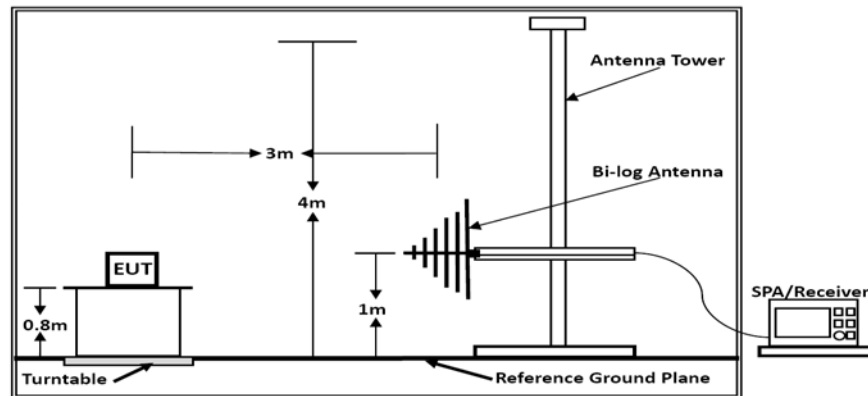 Antenna Tower
3m
Bi-log Antenna
4m
EUT
SPA/Receiver
0.8m
1m
Turntable
Reference Ground Plane